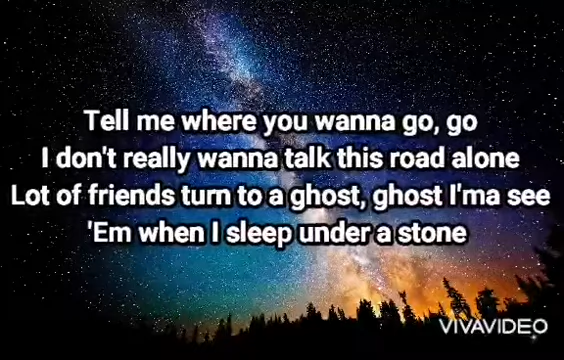 Tell me where you wanna go, go
I don't really wanna talk this road alone
Lot of friends turn to a ghost, ghost I'ma see
'Em when I sleep under a stone
VIVAVIDEO